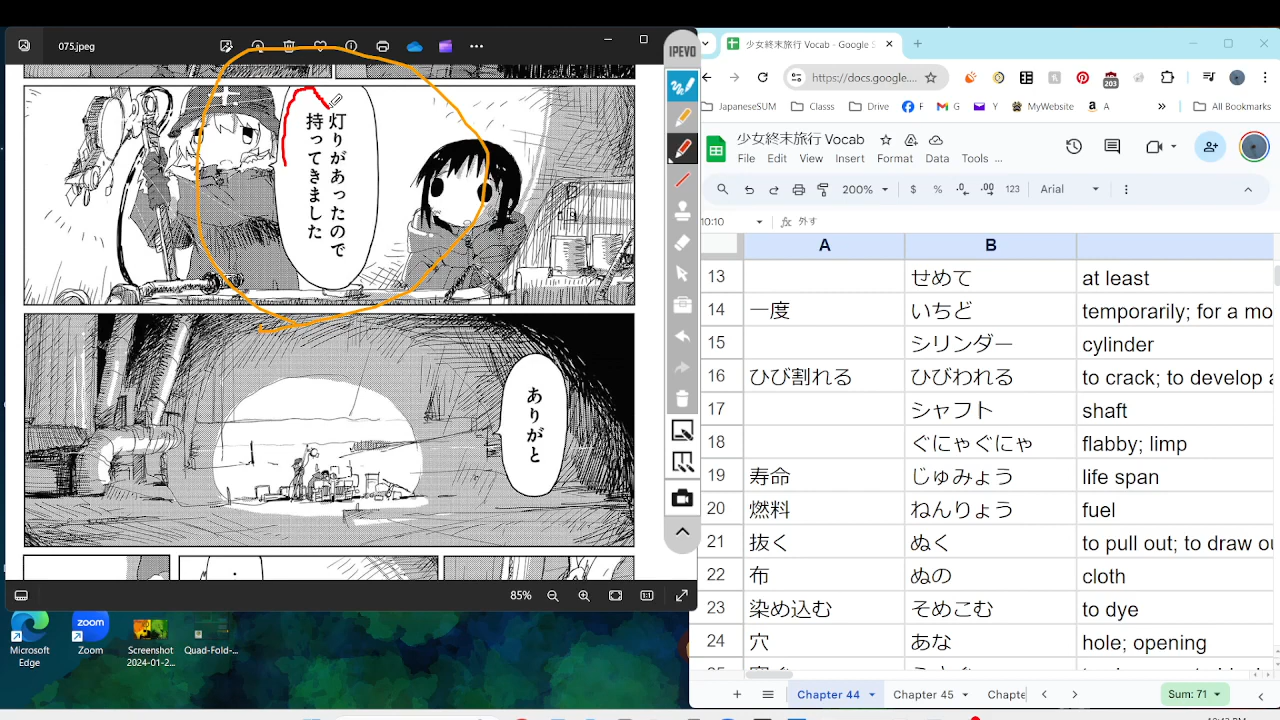 075.jpeg
灯りがあったので
持ってきました
ありがと
85%
1:1
Microsoft Edge
Zoom
Screenshot 2024-01-2...
Quad-Fold-...
IPEVO
少女終末旅行 Vocab - Google S
https://docs.google....
203
JapanesSUM
Classs
Drive
F
G
Y
MyWebsite
A
»
All Bookmarks
少女終末旅行 Vocab
File Edit View Insert Format Data Tools ...
200%
$ % .0 .00 123 Arial
10:10
fx 外す
A B
13 せめて at least
14 一度 いちど temporarily; for a mo
15 シリンダー cylinder
16 ひび割れる ひびわれる to crack; to develop a
17 シャフト shaft
18 ぐにゃぐにゃ flabby; limp
19 寿命 じゅみょう life span
20 燃料 ねんりょう fuel
21 抜く ぬく to pull out; to draw ou
22 布 ぬの cloth
23 染め込む そめこむ to dye
24 穴 あな hole; opening
Chapter 44
Chapter 45
Chapte
Sum: 71